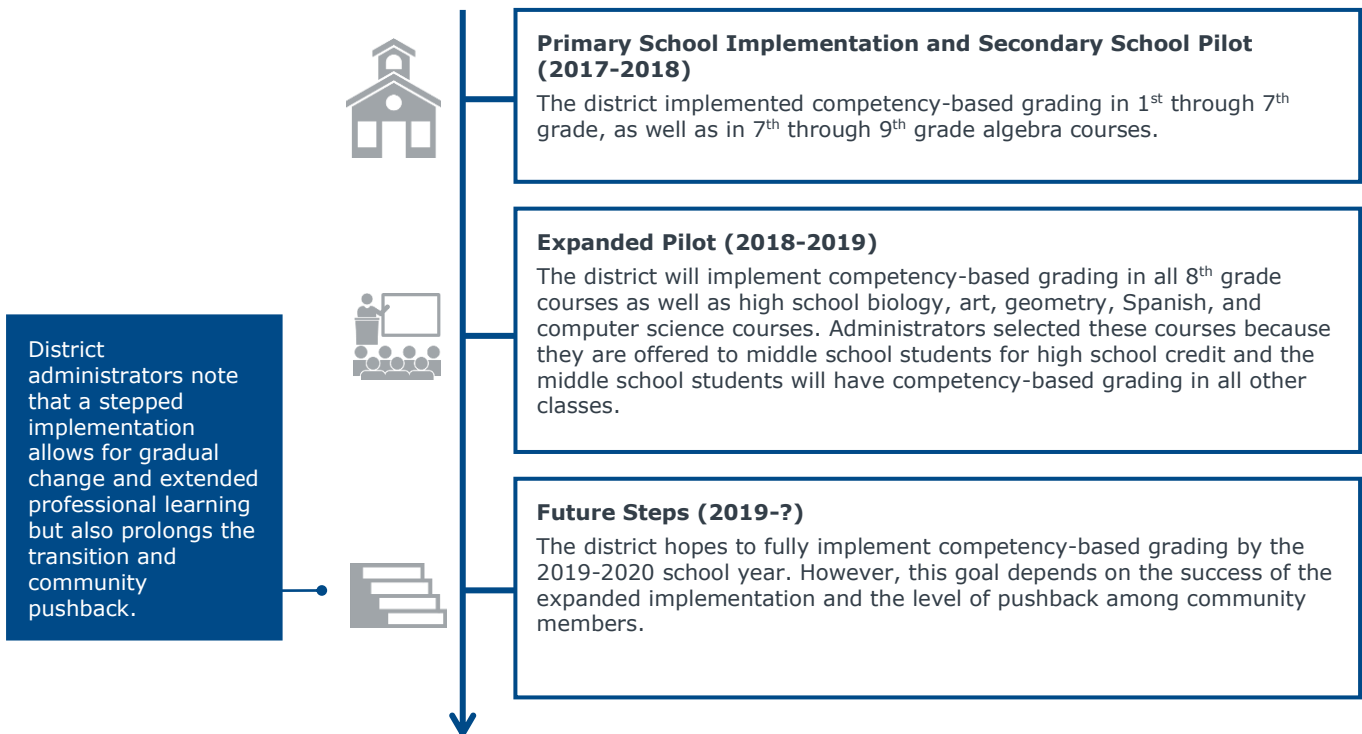 Primary School Implementation and Secondary School Pilot
(2017-2018)
The district implemented competency-based grading in 1st through 7th
grade, as well as in 7th through 9th grade algebra courses.
Expanded Pilot (2018-2019)
The district will implement competency-based grading in all 8th grade
courses as well as high school biology, art, geometry, Spanish, and
computer science courses. Administrators selected these courses because
they are offered to middle school students for high school credit and the
middle school students will have competency-based grading in all other
classes.
District
administrators note
that a stepped
implementation
allows for gradual
change and extended
professional learning
but also prolongs the
transition and
community
pushback.
Future Steps (2019-?)
The district hopes to fully implement competency-based grading by the
2019-2020 school year. However, this goal depends on the success of the
expanded implementation and the level of pushback among community
members.